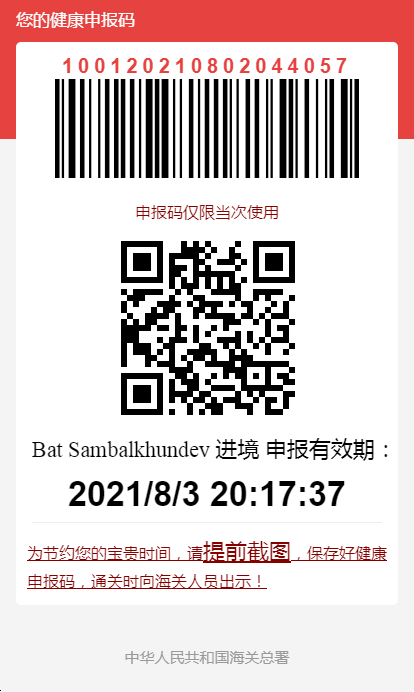 您的健康申报码
100120210802044057
申报码仅限当次使用
Bat Sambalkhundev 进境 申报有效期：
2021/8/3 20:17:37
为节约您的宝贵时间，请提前截图，保存好健康
申报码，通关时向海关人员出示！
中华人民共和国海关总署